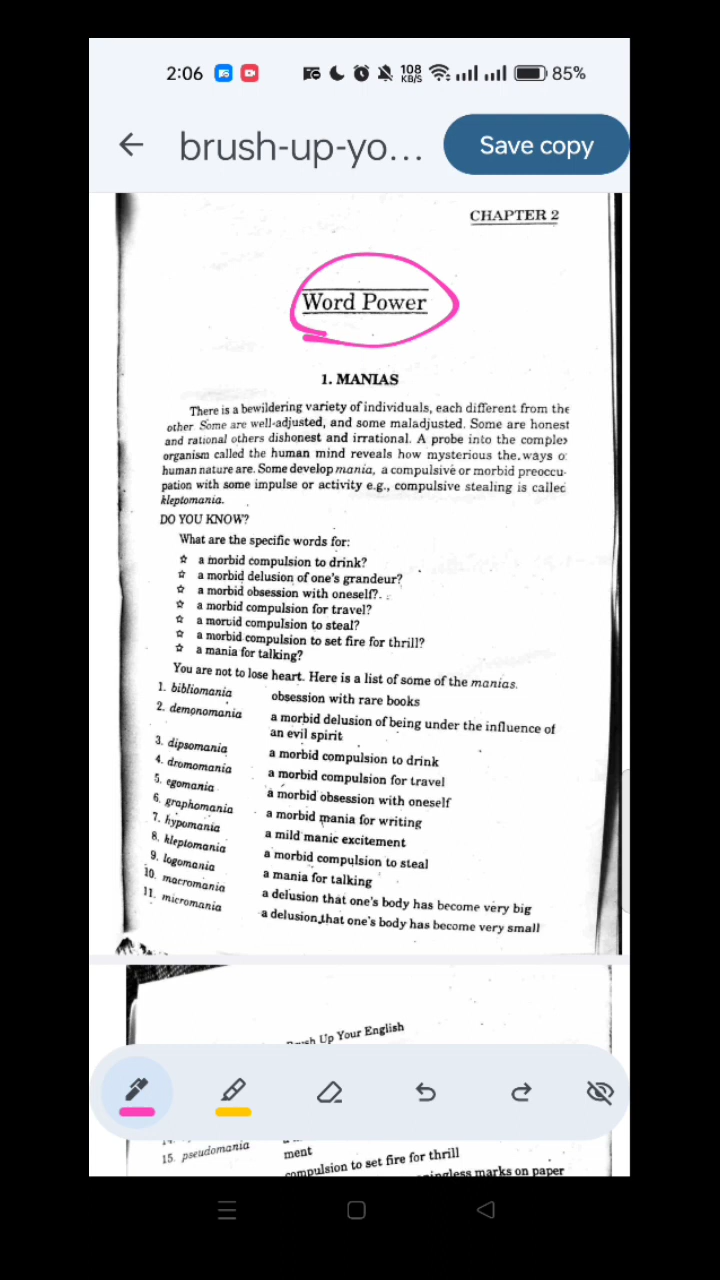 2:06 108 KB/S 85%
brush-up-yo... Save copy
CHAPTER 2
Word Power
1. MANIAS
There is a bewildering variety of individuals, each different from the
other Some are well-adjusted, and some maladjusted. Some are honest
and rational others dishonest and irrational. A probe into the comple
organism called the human mind reveals how mysterious the ways o
human nature are. Some develop mania, a compulsive or morbid preoccu-
pation with some impulse or activity e.g., compulsive stealing is called
kleptomania.
DO YOU KNOW?
What are the specific words for:
☆ a morbid compulsion to drink?
☆ a morbid delusion of one's grandeur?
☆ a morbid obsession with oneself?
☆ a morbid compulsion for travel?
☆ a morbid compulsion to steal?
☆ a morbid compulsion to set fire for thrill?
☆ a mania for talking?
You are not to lose heart. Here is a list of some of the manias.
1. bibliomania obsession with rare books
2. demonomania a morbid delusion of being under the influence of
an evil spirit
3. dipsomania a morbid compulsion to drink
4. dromomania a morbid compulsion for travel
5. egomania a morbid obsession with oneself
6. graphomania a morbid mania for writing
7. hypomania a mild manic excitement
8. kleptomania a morbid compulsion to steal
9. logomania a mania for talking
10. macromania a delusion that one's body has become very big
11. micromania a delusion that one's body has become very small
Up Your English
15. pseudomania ment
compulsion to set fire for thrill
marks on paper